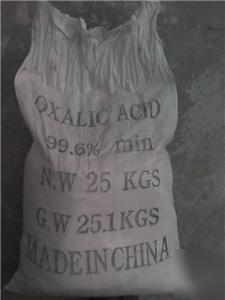 OXALIC ACID
99.6% min
N.W 25 KGS
G.W 25.1KGS
MADE IN CHINA